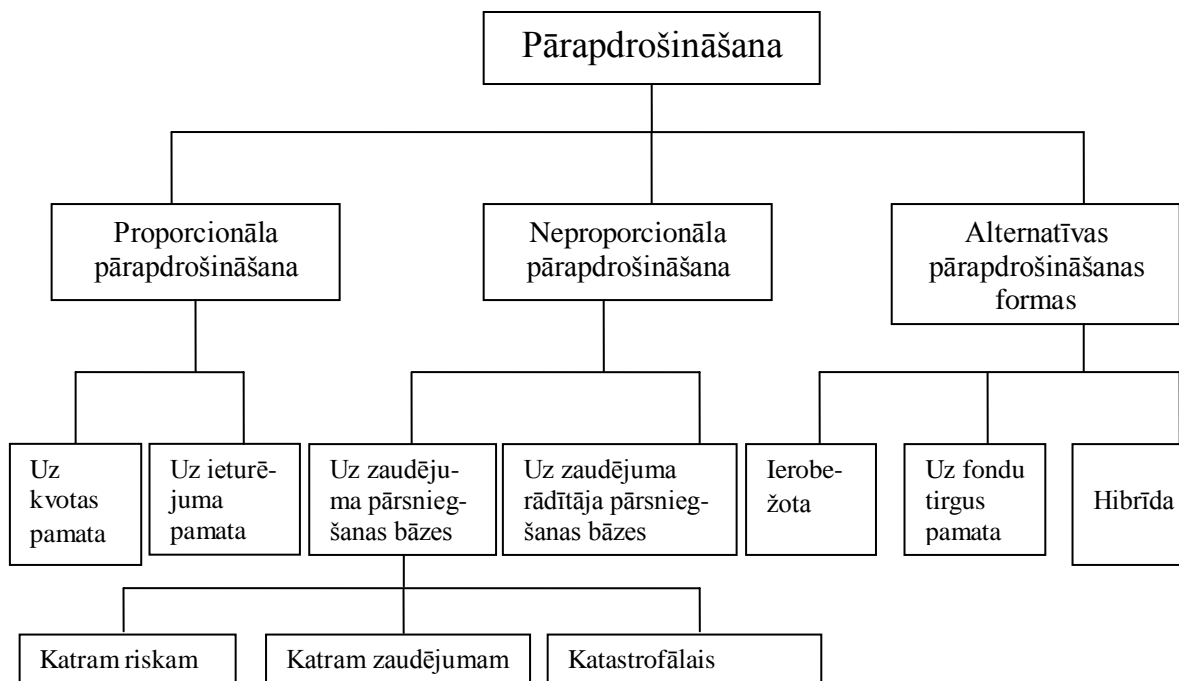 Pārapdrošināšana
Proporcionāla
pārapdrošināšana
Neproporcionāla
pārapdrošināšana
Alternatīvas
pārapdrošināšanas
formas
Uz
kvotas
pamata
Uz ieturē-
juma
pamata
Uz zaudēju-
ma pārsnieg-
šanas bāzes
Uz zaudējuma
rādītāja pārsnieg-
šanas bāzes
Ierobe-
žota
Uz fondu
tirgus
pamata
Hibrīda
Katram riskam
Katram zaudējumam
Katastrofālais